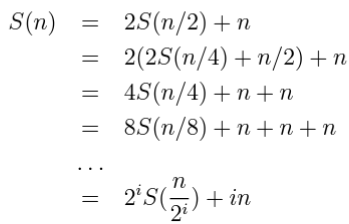 S(n) = 2S(n/2) + n
= 2(2S(n/4) + n/2) + n
= 4S(n/4) + n + n
= 8S(n/8) + n + n + n
...
= 2^i S(n/2^i) + in